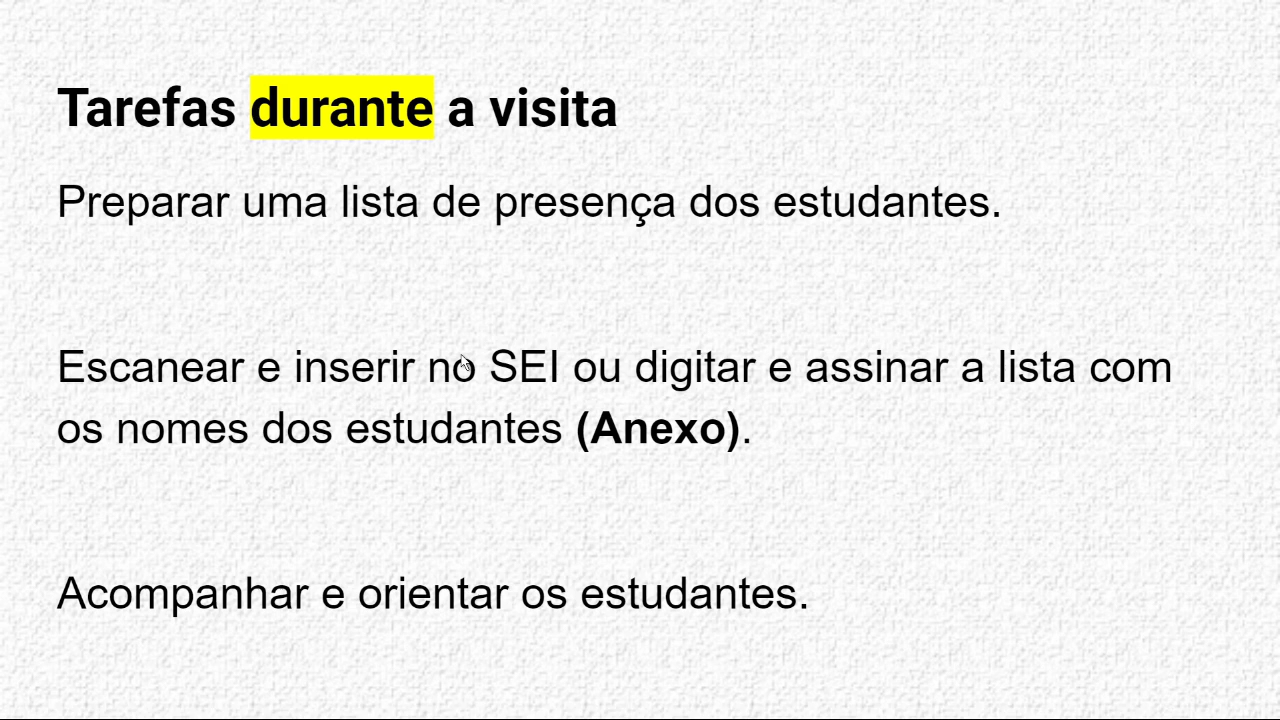 Tarefas durante a visita
Preparar uma lista de presença dos estudantes.
Escanear e inserir no SEI ou digitar e assinar a lista com
os nomes dos estudantes (Anexo).
Acompanhar e orientar os estudantes.